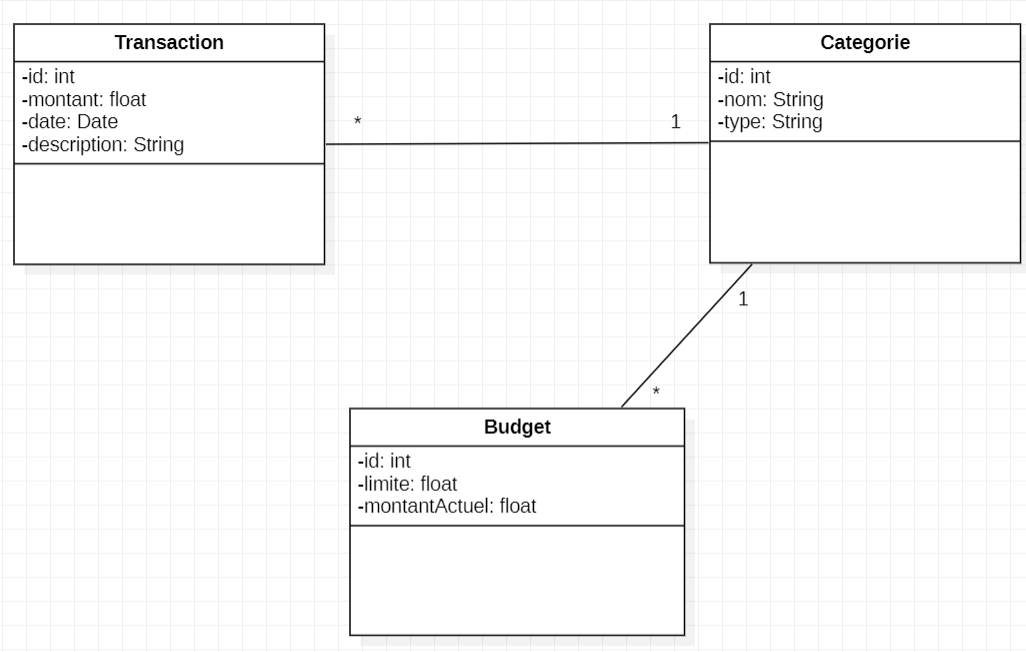 Transaction
-id: int
-montant: float
-date: Date
-description: String
*
1
Categorie
-id: int
-nom: String
-type: String
1
*
Budget
-id: int
-limite: float
-montantActuel: float